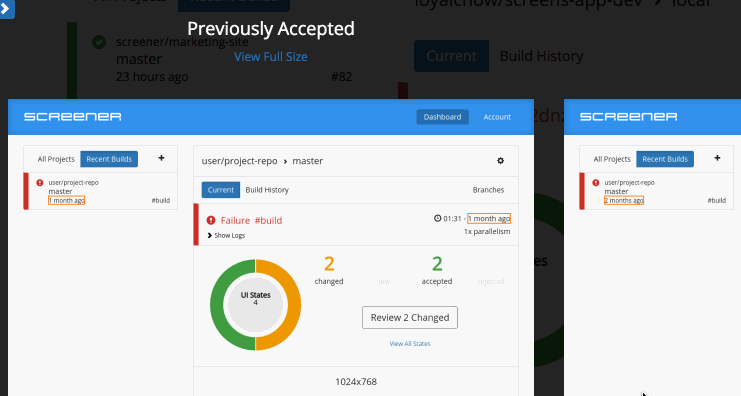 All Projects Recent Builds
loyalchow/screens-app-dev › local
Previously Accepted
screener/marketing-site
master
View Full Size
23 hours ago #82
Current Build History
SCREENER Dashboard Account
All Projects Recent Builds +
user/project-repo
master
1 month ago #build
user/project-repo › master
Current Build History Branches
Failure #build
01:31 - 1 month ago
Show Logs
1x parallelism
UI States
4
2
changed
new
2
accepted
rejected
Review 2 Changed
View All States
1024x768
SCREENER
All Projects Recent Builds +
user/project-repo
master
2 months ago #build